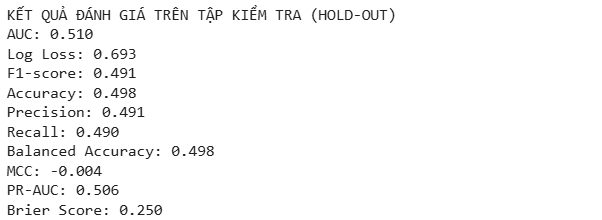 KẾT QUẢ ĐÁNH GIÁ TRÊN TẬP KIỂM TRA (HOLD-OUT)
AUC: 0.510
Log Loss: 0.693
F1-score: 0.491
Accuracy: 0.498
Precision: 0.491
Recall: 0.490
Balanced Accuracy: 0.498
MCC: -0.004
PR-AUC: 0.506
Brier Score: 0.250